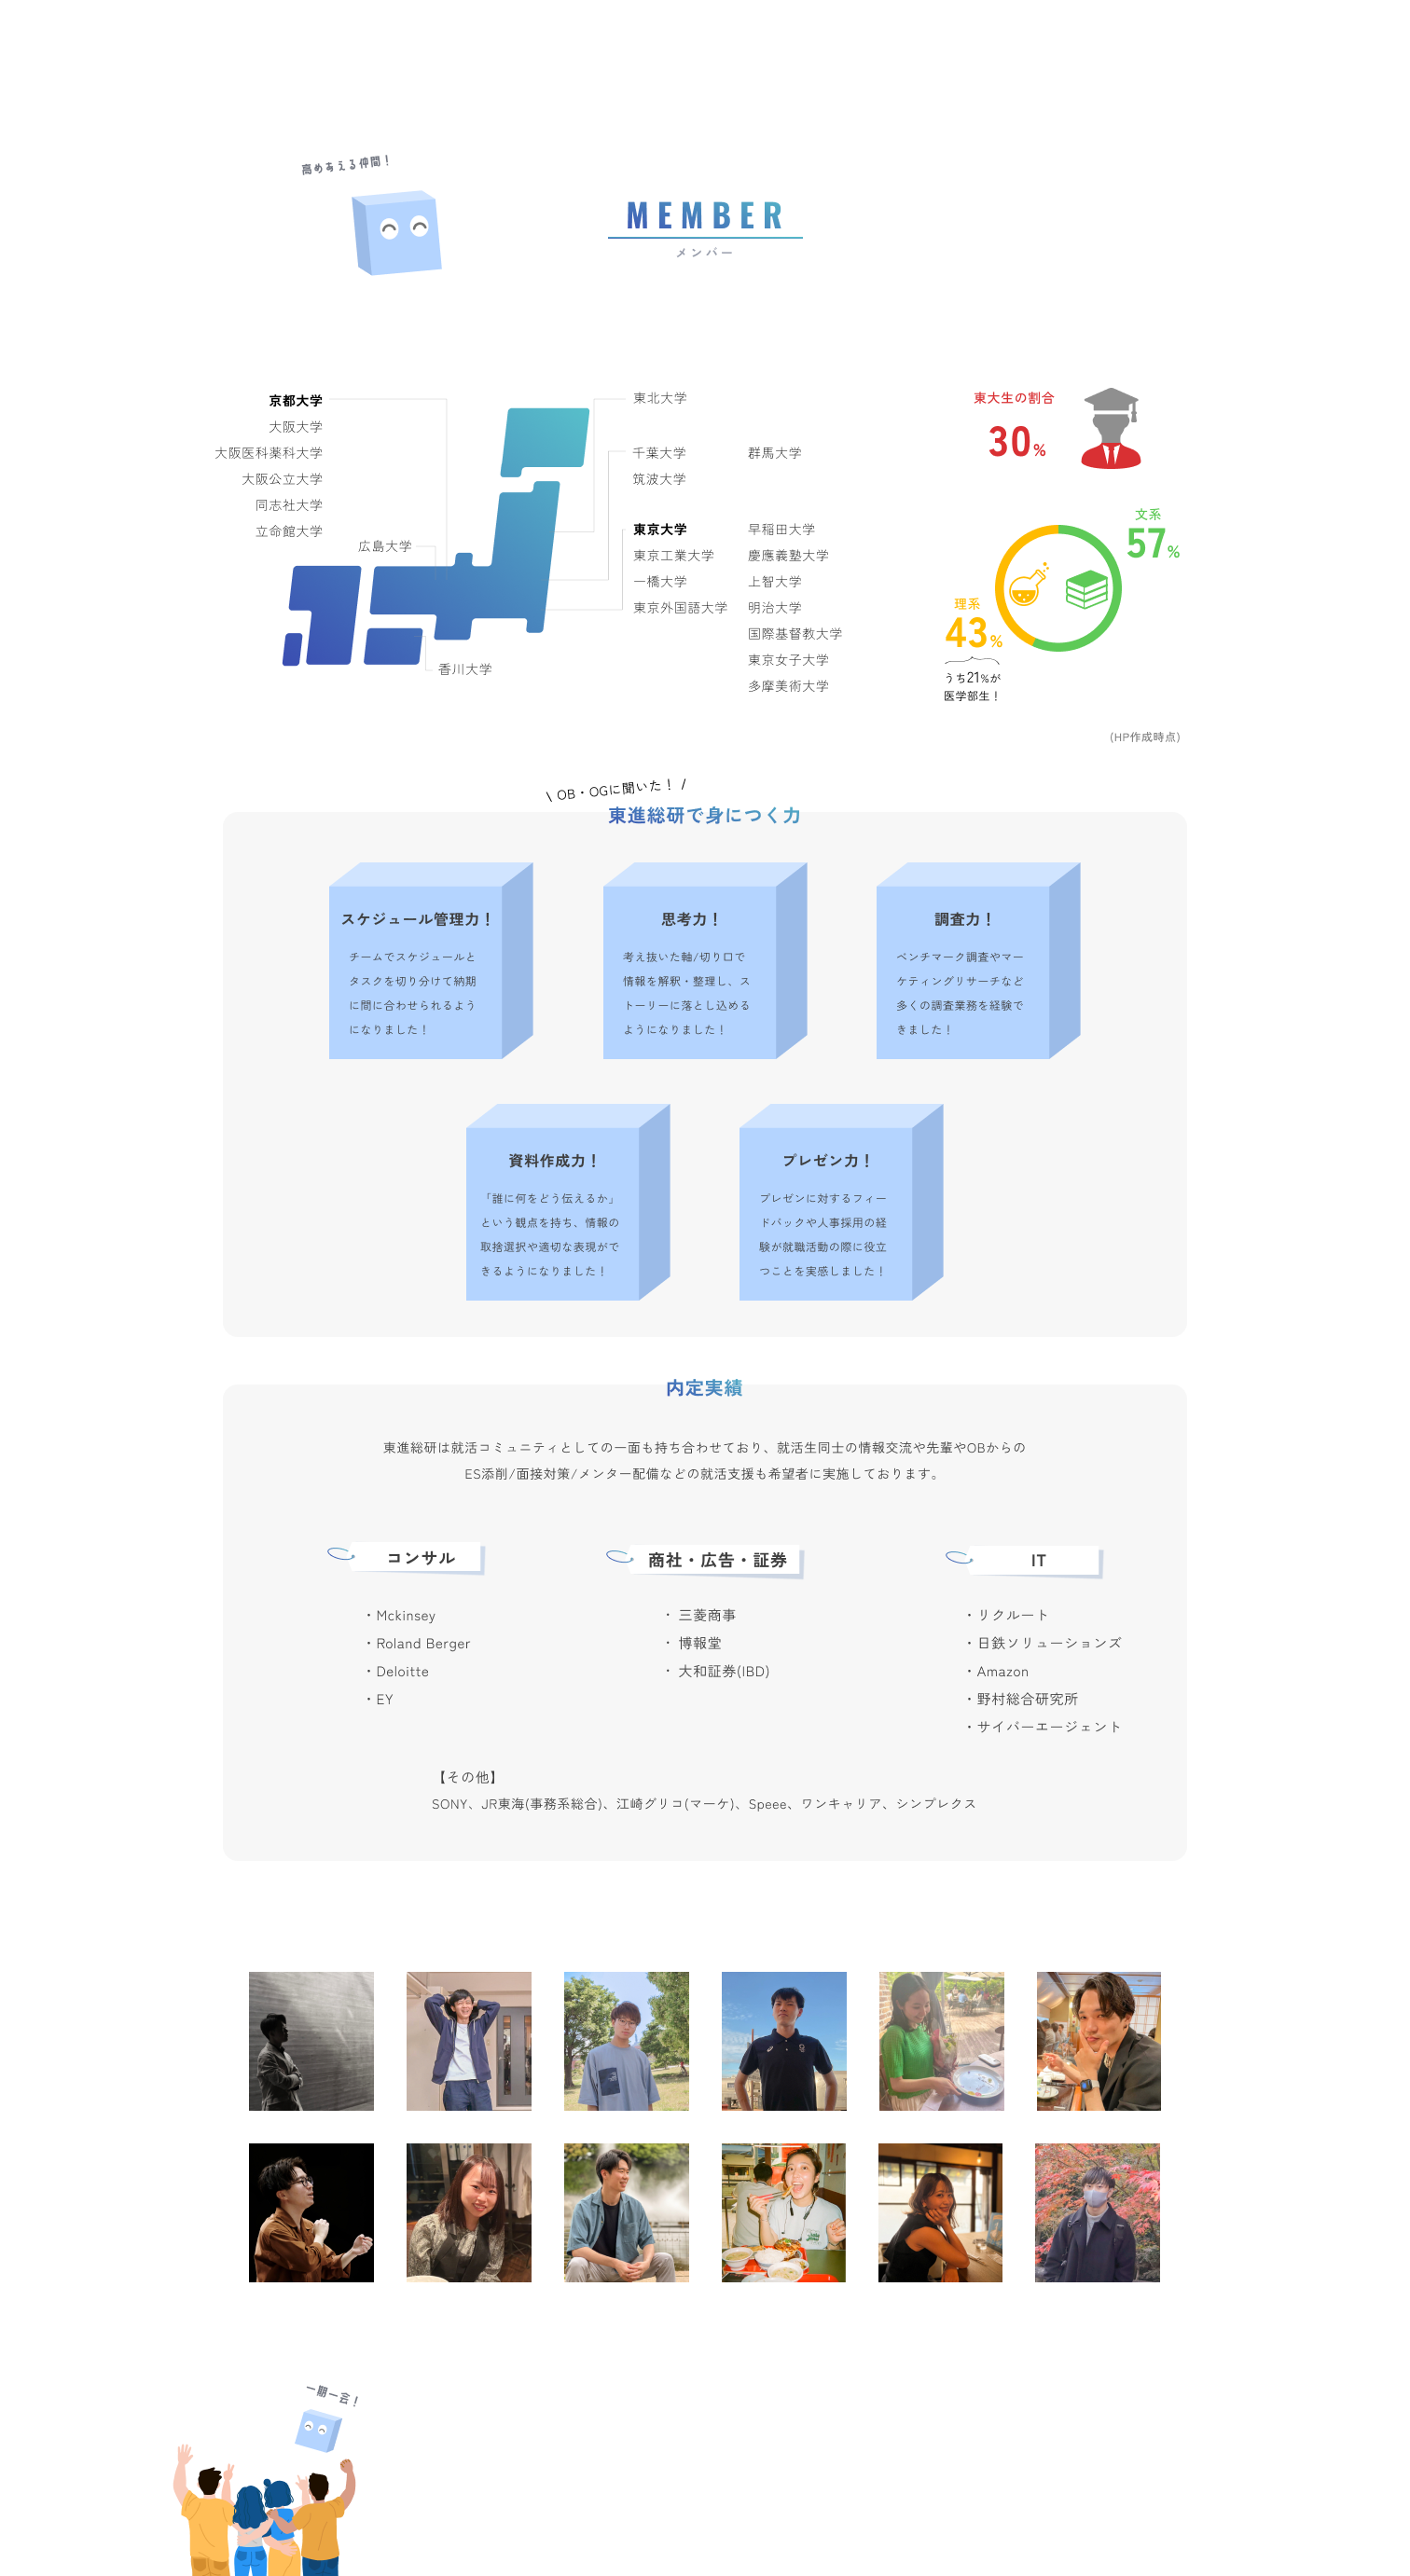 高めあえる仲間！
MEMBER
メンバー
京都大学
大阪大学
大阪医科薬科大学
大阪公立大学
同志社大学
立命館大学
広島大学
香川大学
東北大学
千葉大学
筑波大学
群馬大学
東京大学
東京工業大学
一橋大学
東京外国語大学
早稲田大学
慶應義塾大学
上智大学
明治大学
国際基督教大学
東京女子大学
多摩美術大学
東大生の割合
30%
文系
57%
理系
43%
うち21%が
医学部生！
(HP作成時点)
\ OB・OGに聞いた！ /
東進総研で身につく力
スケジュール管理力！
チームでスケジュールと
タスクを切り分けて納期
に間に合わせられるよう
になりました！
思考力！
考え抜いた軸/切り口で
情報を解釈・整理し、ス
トーリーに落とし込める
ようになりました！
調査力！
ベンチマーク調査やマー
ケティングリサーチなど
多くの調査業務を経験で
きました！
資料作成力！
「誰に何をどう伝えるか」
という観点を持ち、情報の
取捨選択や適切な表現がで
きるようになりました！
プレゼン力！
プレゼンに対するフィー
ドバックや人事採用の経
験が就職活動の際に役立
つことを実感しました！
内定実績
東進総研は就活コミュニティとしての一面も持ち合わせており、就活生同士の情報交流や先輩やOBからの
ES添削/面接対策/メンター配備などの就活支援も希望者に実施しております。
コンサル
・Mckinsey
・Roland Berger
・Deloitte
・EY
商社・広告・証券
・ 三菱商事
・ 博報堂
・ 大和証券(IBD)
IT
・リクルート
・日鉄ソリューションズ
・Amazon
・野村総合研究所
・サイバーエージェント
【その他】
SONY、JR東海(事務系総合)、江崎グリコ(マーケ)、Speee、ワンキャリア、シンプレクス
一期一会！